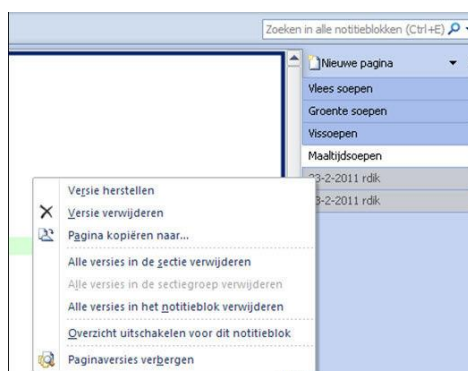 Zoeken in alle notitieblokken (Ctrl+E)
Nieuwe pagina
Vlees soepen
Groente soepen
Vissoepen
Maaltijdsoepen
23-2-2011 rdik
23-2-2011 rdik
Versie herstellen
Versie verwijderen
Pagina kopiëren naar...
Alle versies in de sectie verwijderen
Alle versies in de sectiegroep verwijderen
Alle versies in het notitieblok verwijderen
Overzicht uitschakelen voor dit notitieblok
Paginaversies verbergen